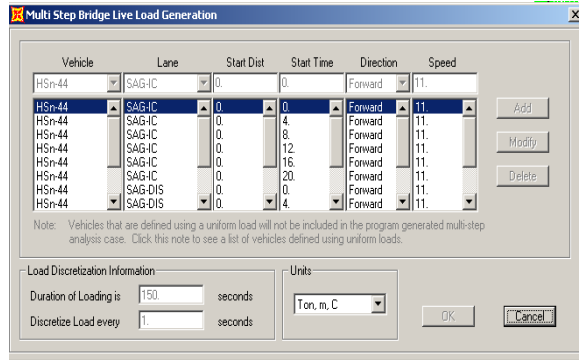 Multi Step Bridge Live Load Generation
Vehicle Lane Start Dist Start Time Direction Speed
HSn-44 SAG-IC 0. 0. Forward 11.
HSn-44 SAG-IC 0. 0. Forward 11.
HSn-44 SAG-IC 0. 4. Forward 11.
HSn-44 SAG-IC 0. 8. Forward 11.
HSn-44 SAG-IC 0. 12. Forward 11.
HSn-44 SAG-IC 0. 16. Forward 11.
HSn-44 SAG-IC 0. 20. Forward 11.
HSn-44 SAG-DIS 0. 0. Forward 11.
HSn-44 SAG-DIS 0. 4. Forward 11.
Add
Modify
Delete
Note: Vehicles that are defined using a uniform load will not be included in the program generated multi-step
analysis case. Click this note to see a list of vehicles defined using uniform loads.
Load Discretization Information
Duration of Loading is 150. seconds
Discretize Load every 1. seconds
Units
Ton, m, C
OK
Cancel